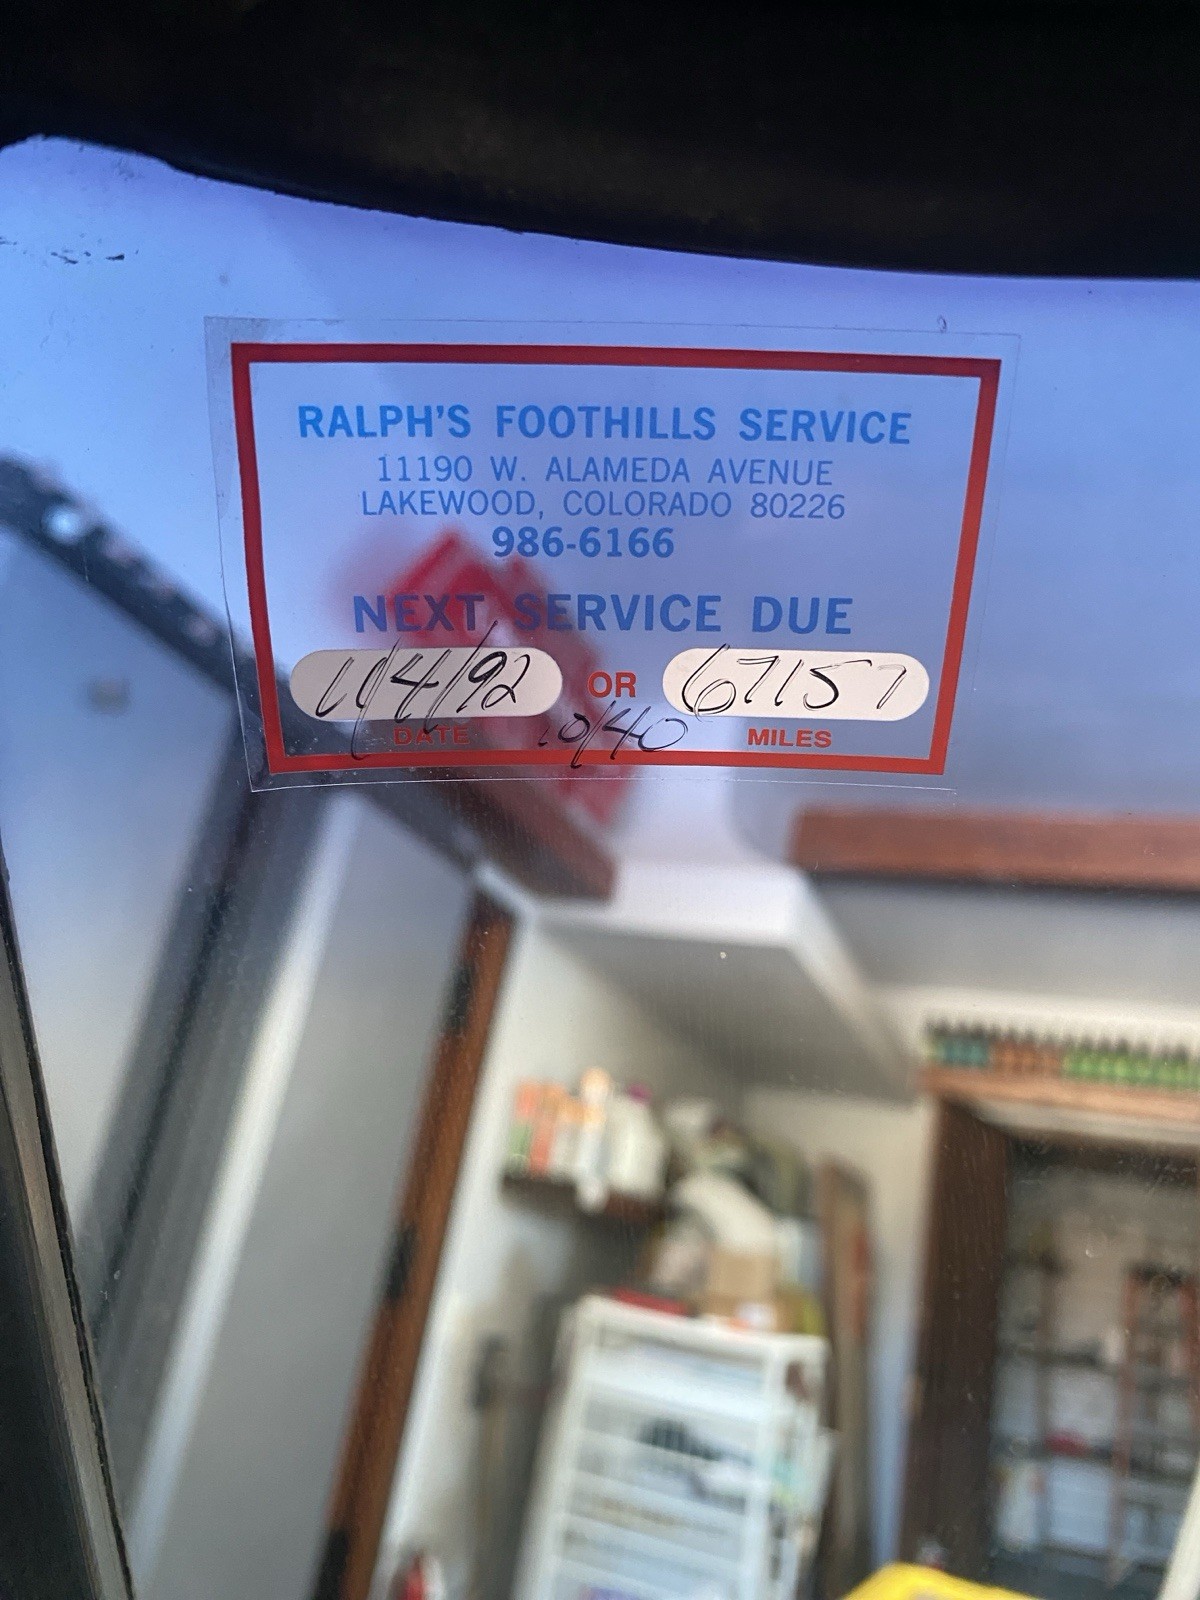 RALPH'S FOOTHILLS SERVICE
11190 W. ALAMEDA AVENUE
LAKEWOOD, COLORADO 80226
986-6166
NEXT SERVICE DUE
11/4/92 OR 67157
DATE 10/40 MILES